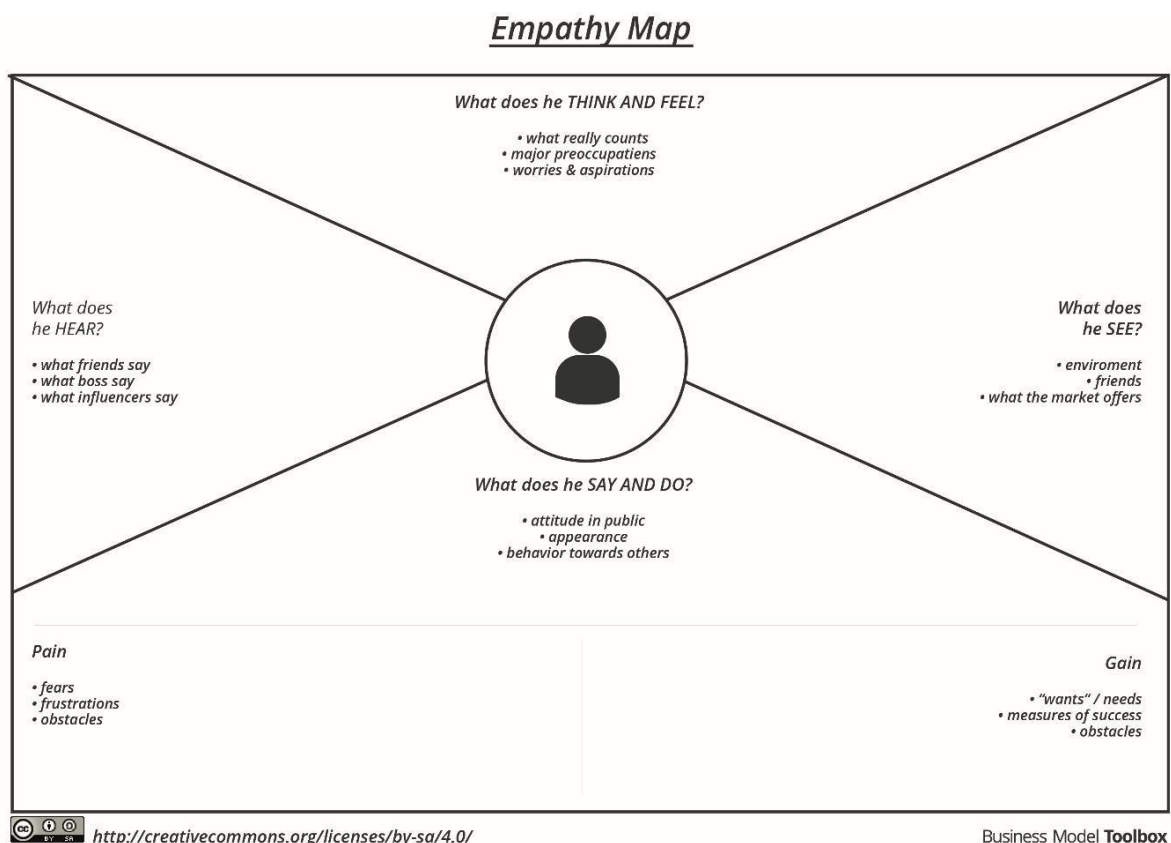 Empathy Map
What does he THINK AND FEEL?
• what really counts
• major preoccupatiens
• worries & aspirations
What does
he HEAR?
• what friends say
• what boss say
• what influencers say
What does
he SEE?
• enviroment
• friends
• what the market offers
What does he SAY AND DO?
• attitude in public
• appearance
• behavior towards others
Pain
• fears
• frustrations
• obstacles
Gain
• “wants“ / needs
• measures of success
• obstacles
cc
BY SA
http://creativecommons.org/licenses/by-sa/4.0/
Business Model Toolbox